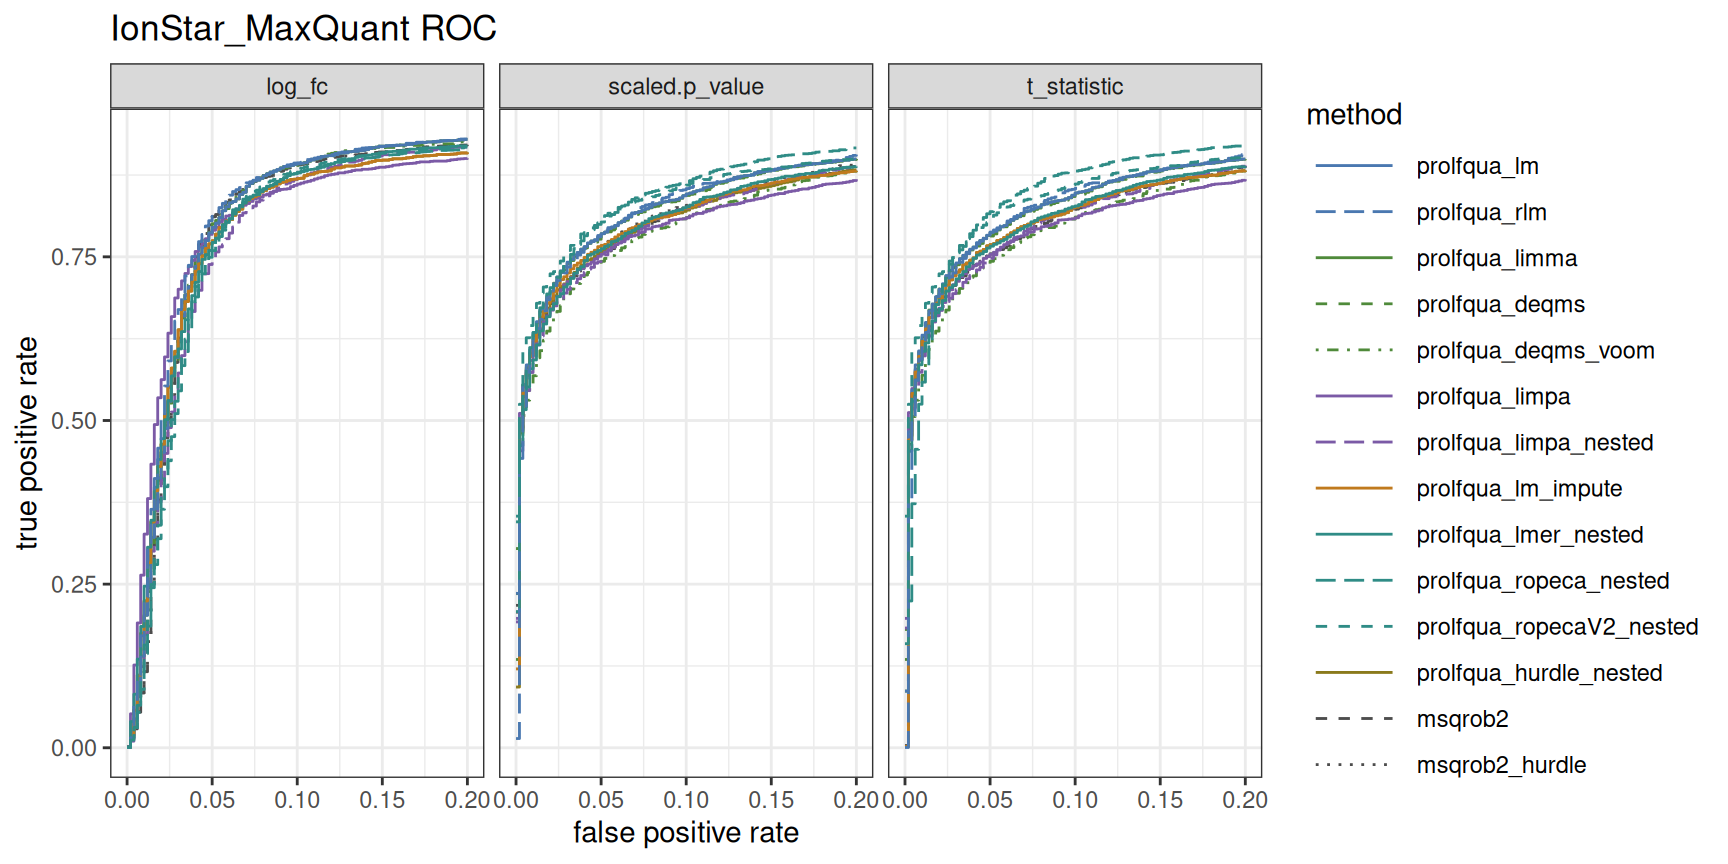 IonStar_MaxQuant ROC
log_fc
scaled.p_value
t_statistic
true positive rate
0.75
0.50
0.25
0.00
0.00 0.05 0.10 0.15 0.20
0.00 0.05 0.10 0.15 0.20
0.00 0.05 0.10 0.15 0.20
false positive rate
method
prolfqua_lm
prolfqua_rlm
prolfqua_limma
prolfqua_deqms
prolfqua_deqms_voom
prolfqua_limpa
prolfqua_limpa_nested
prolfqua_lm_impute
prolfqua_lmer_nested
prolfqua_ropeca_nested
prolfqua_ropecaV2_nested
prolfqua_hurdle_nested
msqrob2
msqrob2_hurdle